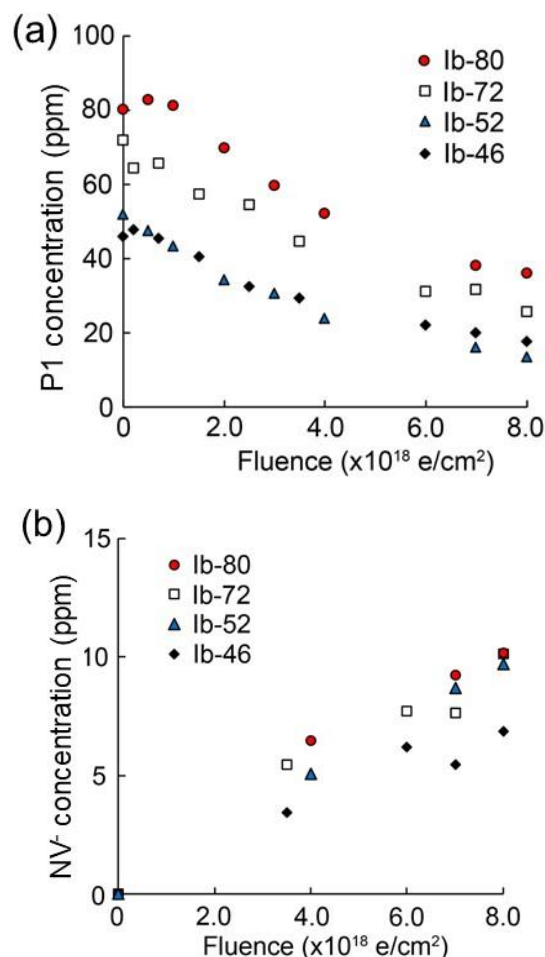 (a)
P1 concentration (ppm)
100
80
60
40
20
0
Ib-80
Ib-72
Ib-52
Ib-46
0 2.0 4.0 6.0 8.0
Fluence (x10¹⁸ e/cm²)
(b)
NV⁻ concentration (ppm)
15
10
5
0
Ib-80
Ib-72
Ib-52
Ib-46
0 2.0 4.0 6.0 8.0
Fluence (x10¹⁸ e/cm²)